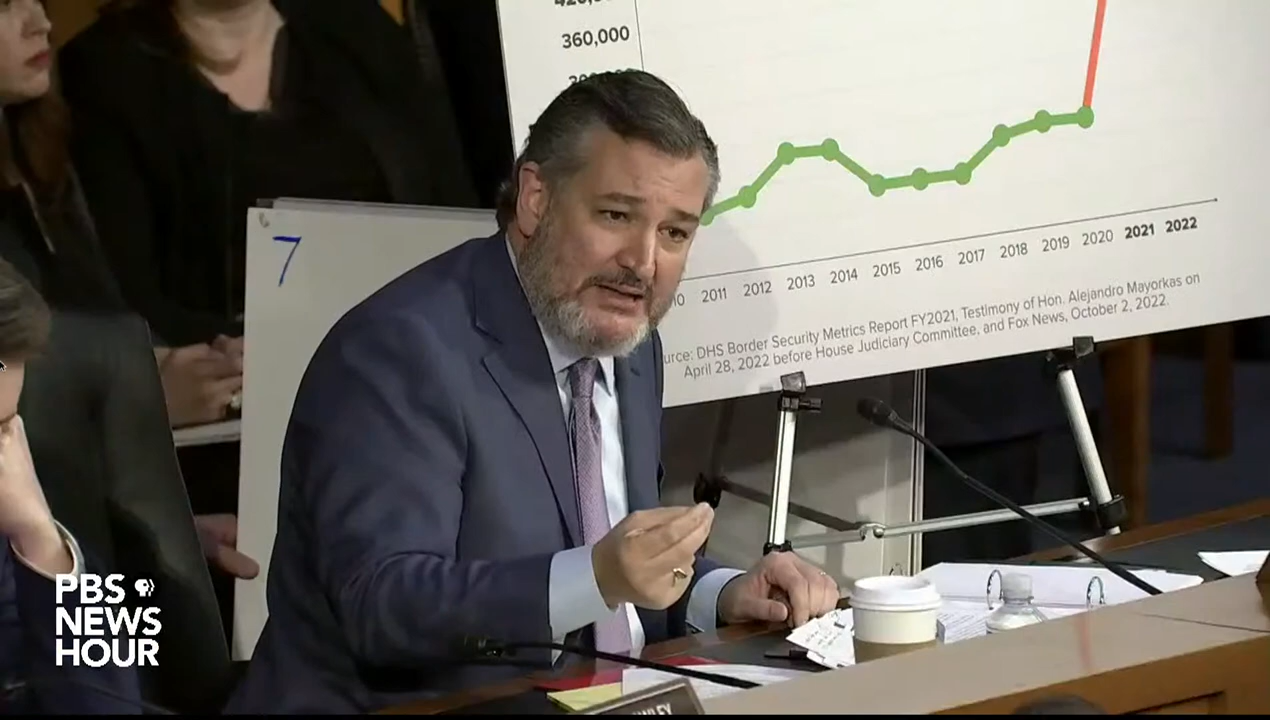 360,000
7
2011 2012 2013 2014 2015 2016 2017 2018 2019 2020 2021 2022
DHS Border Security Metrics Report FY2021, Testimony of Hon. Alejandro Mayorkas on
April 28, 2022 before House Judiciary Committee, and Fox News, October 2, 2022.
PBS
NEWS
HOUR